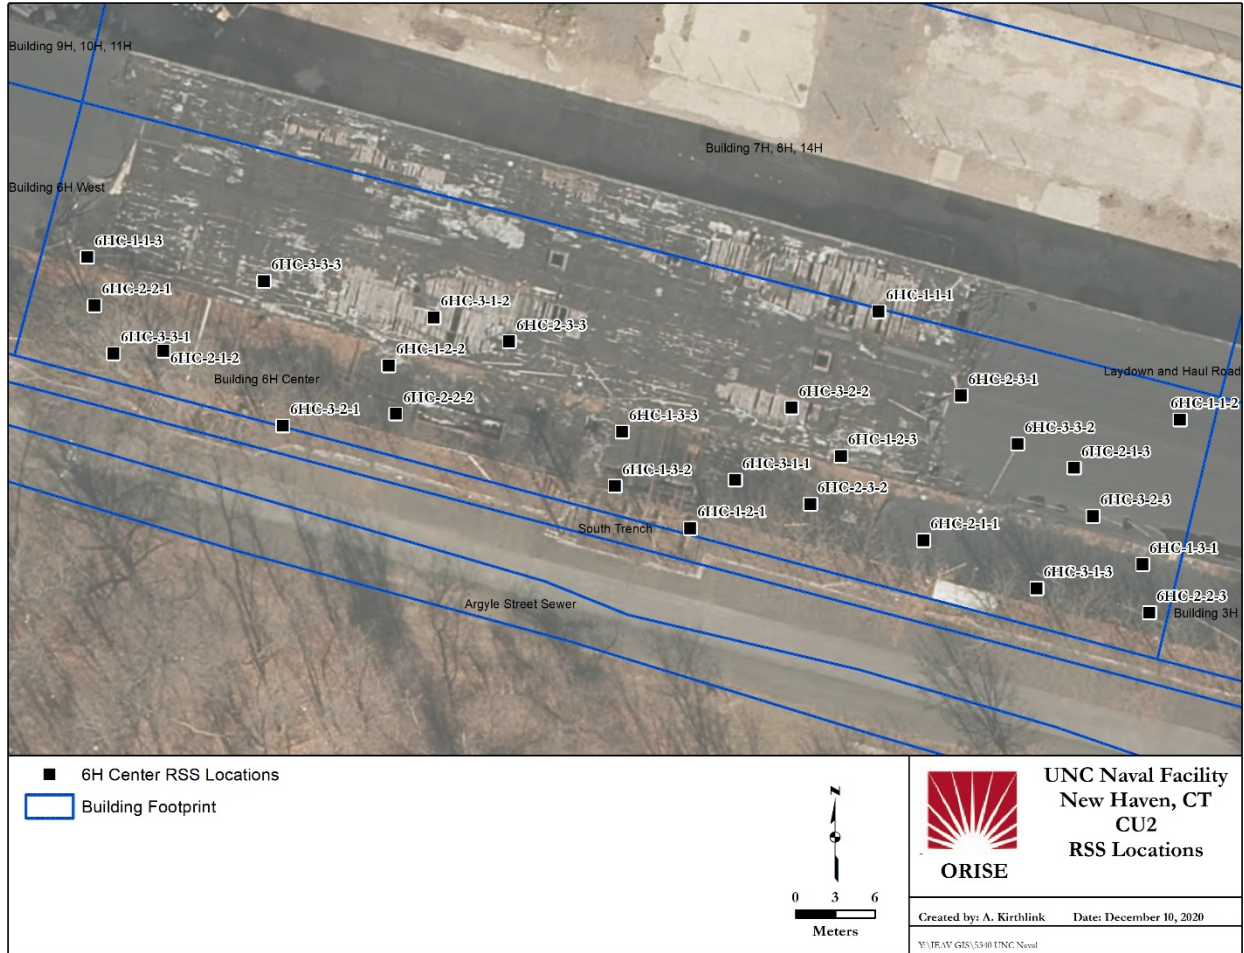 Building 9H, 10H, 11H
Building 7H, 8H, 14H
Building 6H West
6HC-1-1-3
6HC-3-3-3
6HC-2-2-1
6HC-3-1-2
6HC-1-1-1
6HC-2-3-3
6HC-3-3-1
6HC-2-1-2
6HC-1-2-2
Laydown and Haul Road
Building 6H Center
6HC-2-3-1
6HC-2-2-2
6HC-3-2-2
6HC-1-1-2
6HC-3-2-1
6HC-1-3-3
6HC-3-3-2
6HC-1-2-3
6HC-2-1-3
6HC-3-1-1
6HC-1-3-2
6HC-2-3-2
6HC-3-2-3
6HC-1-2-1
South Trench
6HC-2-1-1
6HC-1-3-1
6HC-3-1-3
6HC-2-2-3
Argyle Street Sewer
Building 3H
6H Center RSS Locations
Building Footprint
N
0 3 6
Meters
ORISE
UNC Naval Facility
New Haven, CT
CU2
RSS Locations
Created by: A. Kirthlink Date: December 10, 2020
Y:\IEAV GIS\5340 UNC Naval